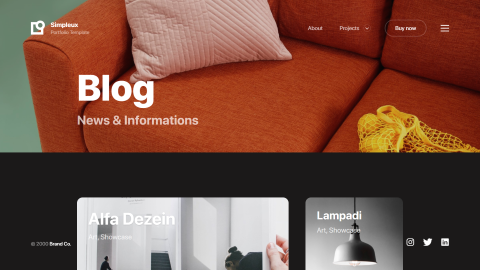 Simpleux
Portfolio Template
About
Projects
Buy now
Blog
News & Informations
Alfa Dezein
Art, Showcase
Lampadi
Art, Showcase
© 2000 Brand Co.